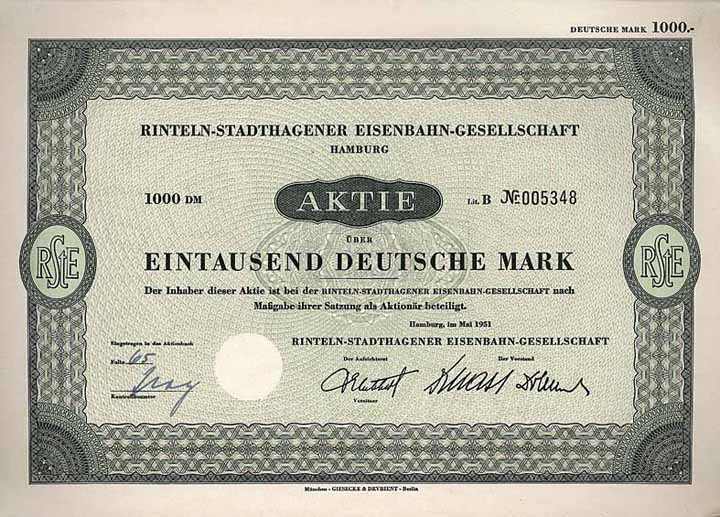 DEUTSCHE MARK 1000.-
RINTELN-STADTHAGENER EISENBAHN-GESELLSCHAFT
HAMBURG
1000 DM AKTIE Lit. B №005348
ÜBER
EINTAUSEND DEUTSCHE MARK
Der Inhaber dieser Aktie ist bei der RINTELN-STADTHAGENER EISENBAHN-GESELLSCHAFT nach
Maßgabe ihrer Satzung als Aktionär beteiligt.
RStE RStE
Hamburg, im Mai 1951
Eingetragen in das Aktienbuch RINTELN-STADTHAGENER EISENBAHN-GESELLSCHAFT
Folio 65 Der Aufsichtsrat Der Vorstand
Kontrollnummer Vorsitzer
München - GIESECKE & DEVRIENT - Berlin